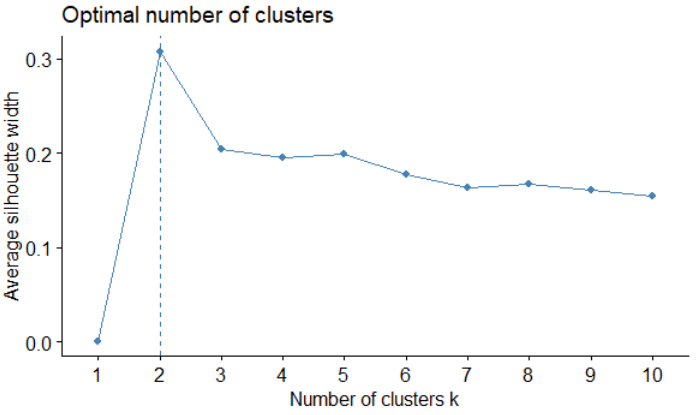 Optimal number of clusters
Average silhouette width
0.3
0.2
0.1
0.0
1 2 3 4 5 6 7 8 9 10
Number of clusters k